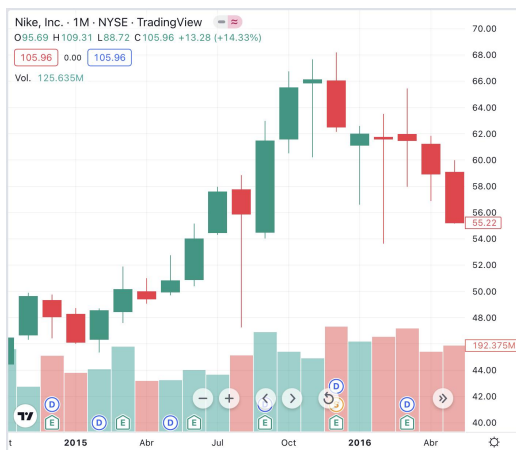 Nike, Inc. · 1M · NYSE · TradingView
O95.69 H109.31 L88.72 C105.96 +13.28 (+14.33%)
105.96 0.00 105.96
Vol. 125.635M
70.00
68.00
66.00
64.00
62.00
60.00
58.00
56.00
55.22
54.00
52.00
50.00
48.00
192.375M
44.00
42.00
40.00
D
D D D D D
E E E E E E
t 2015 Abr Jul Oct 2016 Abr